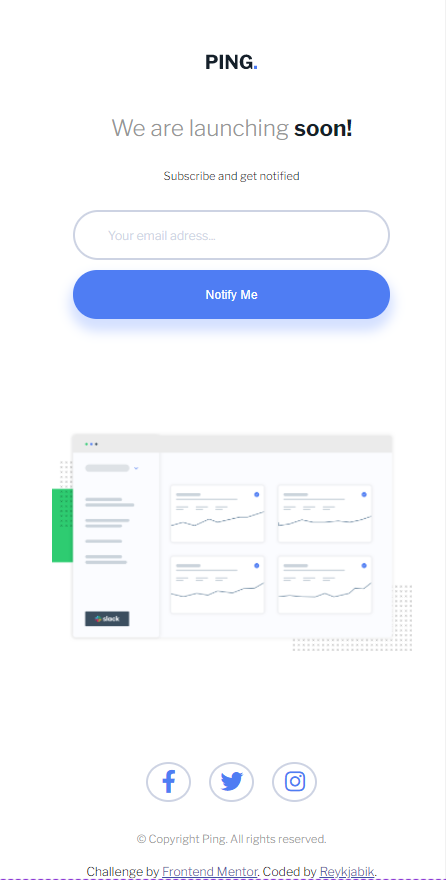 PING.
We are launching soon!
Subscribe and get notified
Your email adress...
Notify Me
slack
© Copyright Ping. All rights reserved.
Challenge by Frontend Mentor. Coded by Reykjabik.